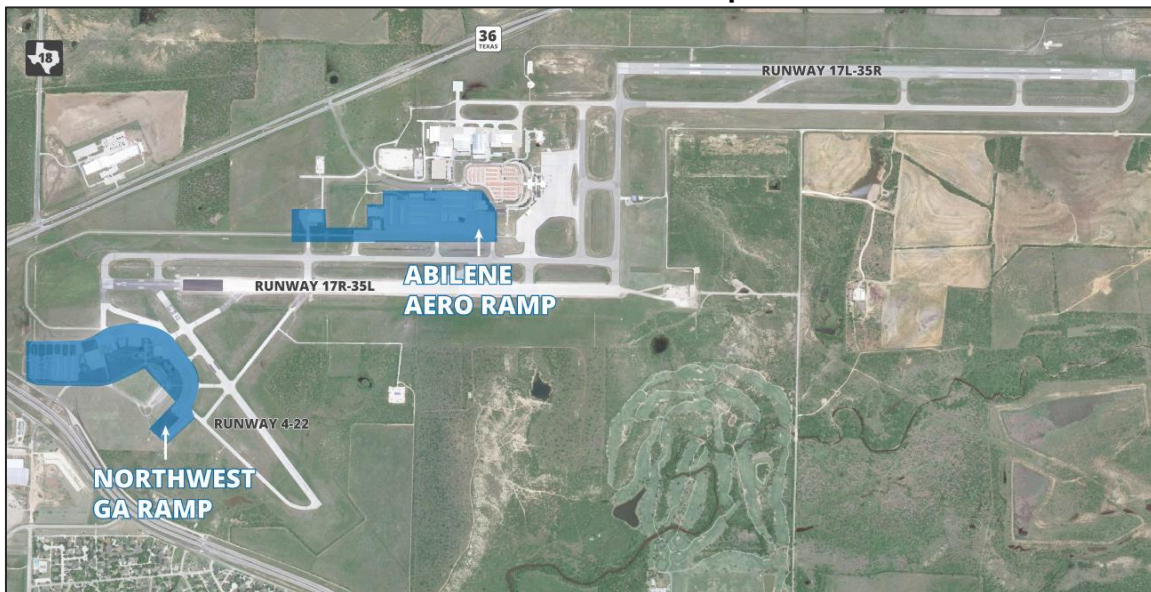 18
36
TEXAS
RUNWAY 17L-35R
RUNWAY 17R-35L
ABILENE
AERO RAMP
RUNWAY 4-22
NORTHWEST
GA RAMP